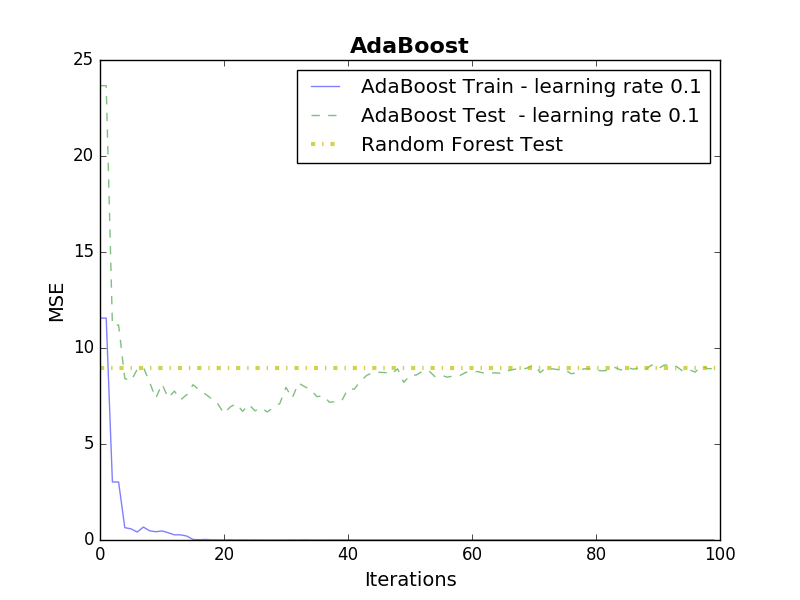 AdaBoost
25
20
15
10
5
0
MSE
AdaBoost Train - learning rate 0.1
AdaBoost Test  - learning rate 0.1
Random Forest Test
0 20 40 60 80 100
Iterations